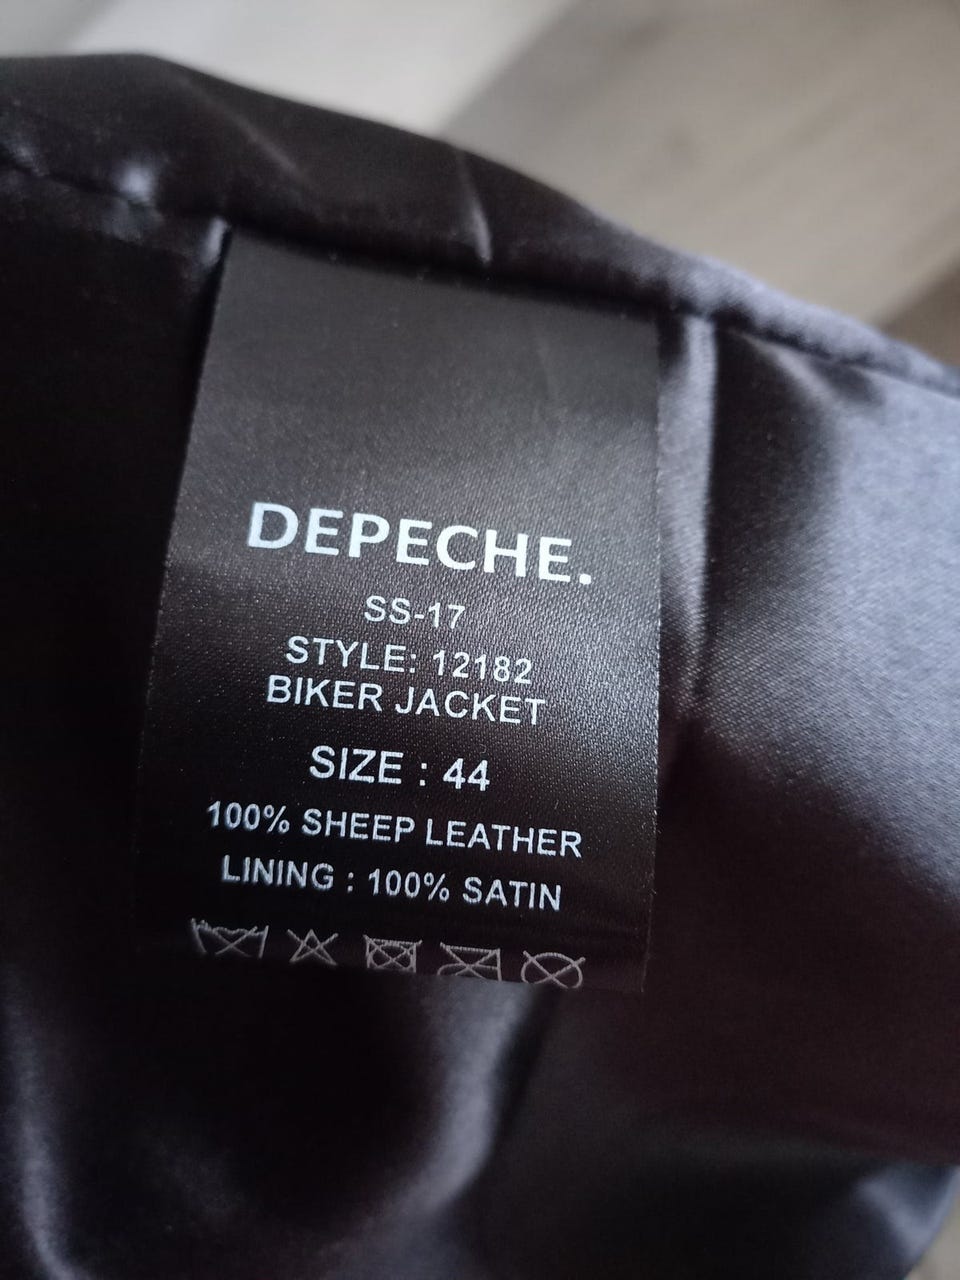 DEPECHE.
SS-17
STYLE: 12182
BIKER JACKET
SIZE : 44
100% SHEEP LEATHER
LINING : 100% SATIN